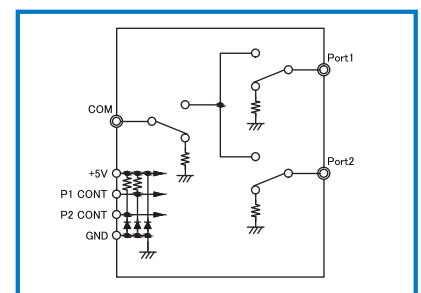 Port1
COM
Port2
+5V
P1 CONT
P2 CONT
GND